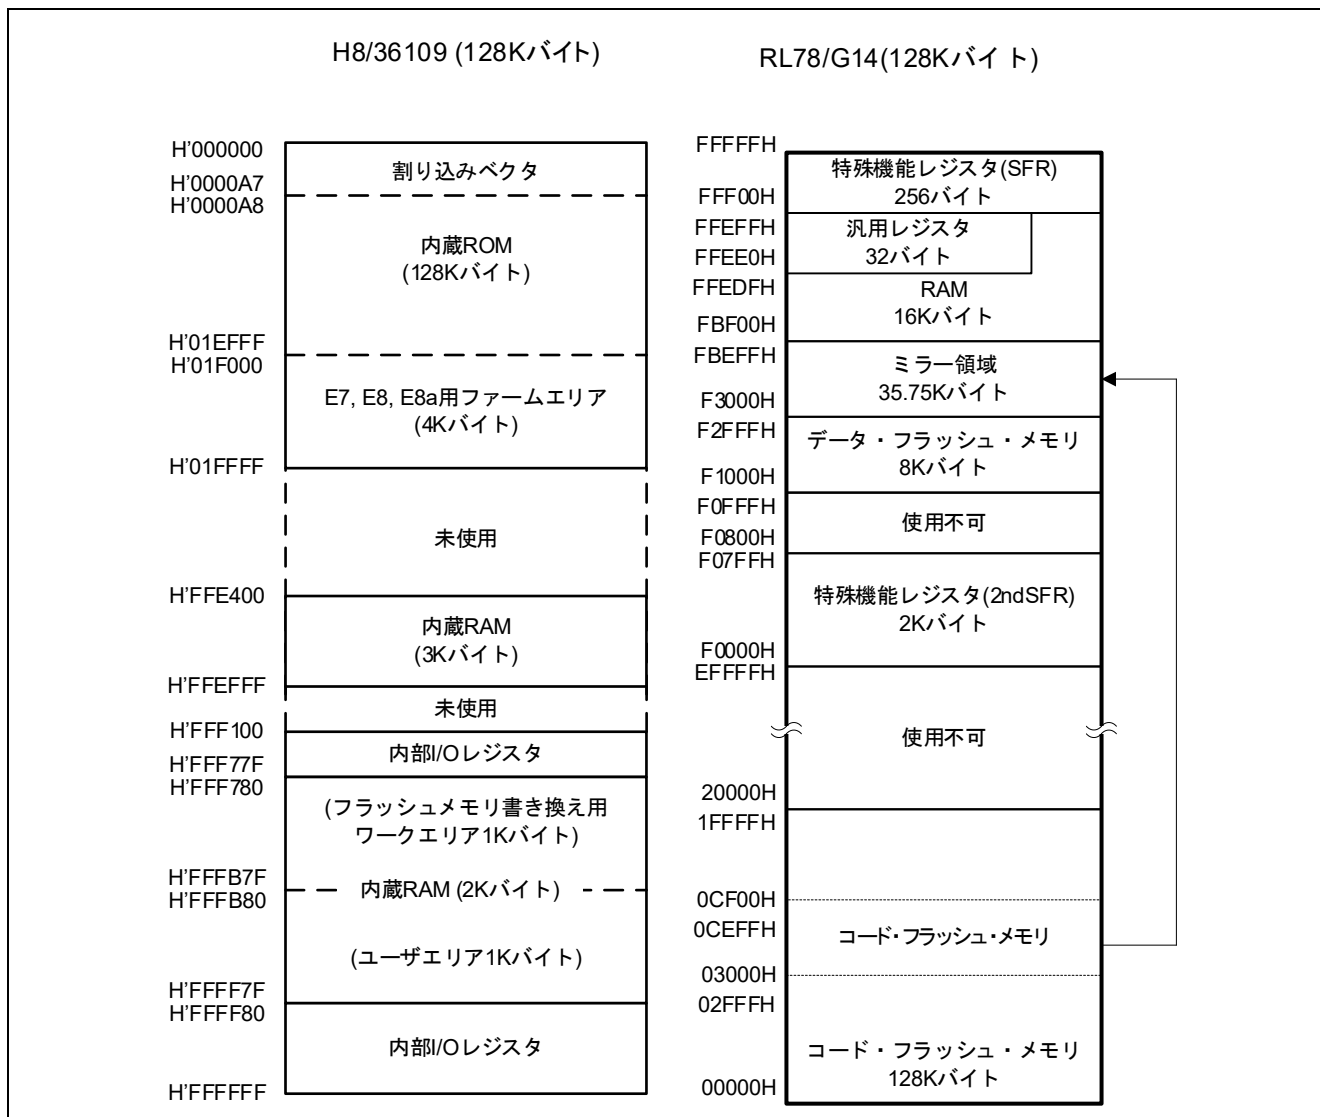 H8/36109 (128Kバイト)
H'000000
割り込みベクタ
H'0000A7
H'0000A8
内蔵ROM
(128Kバイト)
H'01EFFF
H'01F000
E7, E8, E8a用ファームエリア
(4Kバイト)
H'01FFFF
未使用
H'FFE400
内蔵RAM
(3Kバイト)
H'FFEFFF
未使用
H'FFF100
内部I/Oレジスタ
H'FFF77F
H'FFF780
(フラッシュメモリ書き換え用
ワークエリア1Kバイト)
H'FFFB7F
内蔵RAM (2Kバイト)
H'FFFB80
(ユーザエリア1Kバイト)
H'FFFF7F
H'FFFF80
内部I/Oレジスタ
H'FFFFFF
RL78/G14(128Kバイト)
FFFFFH
特殊機能レジスタ(SFR)
256バイト
FFF00H
FFEFFH
汎用レジスタ
32バイト
FFEE0H
FFEDFH
RAM
16Kバイト
FBF00H
FBEFFH
ミラー領域
35.75Kバイト
F3000H
F2FFFH
データ・フラッシュ・メモリ
8Kバイト
F1000H
F0FFFH
使用不可
F0800H
F07FFH
特殊機能レジスタ(2ndSFR)
2Kバイト
F0000H
EFFFFH
使用不可
20000H
1FFFFH
0CF00H
0CEFFH
コード・フラッシュ・メモリ
03000H
02FFFH
コード・フラッシュ・メモリ
128Kバイト
00000H